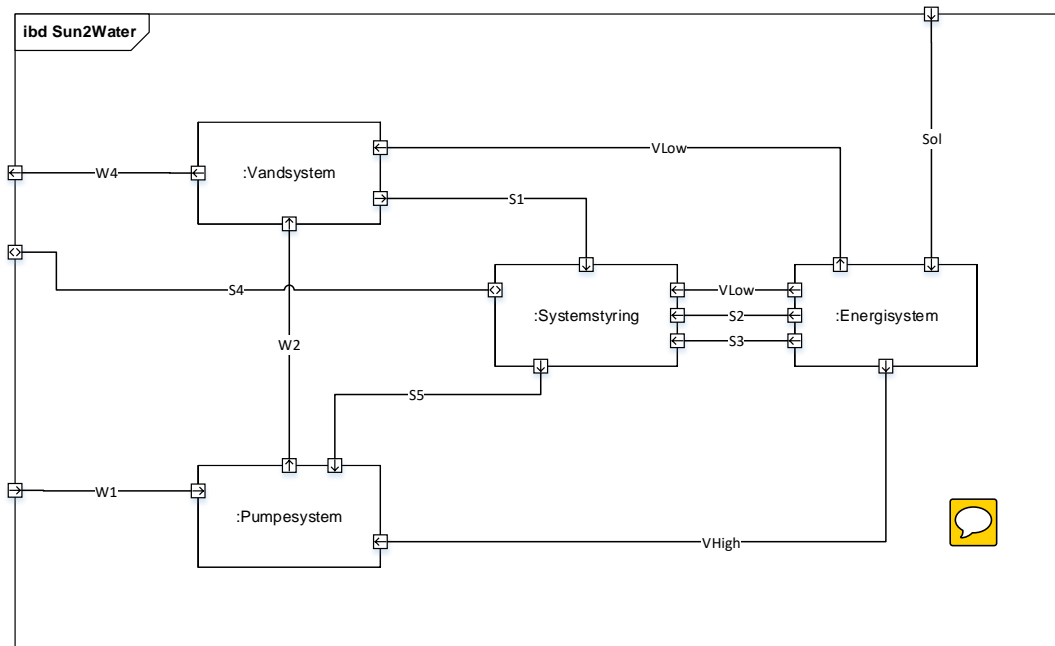 ibd Sun2Water
Sol
VLow
W4
:Vandsystem
S1
S4
VLow
:Systemstyring
S2
:Energisystem
S3
W2
S5
W1
:Pumpesystem
VHigh